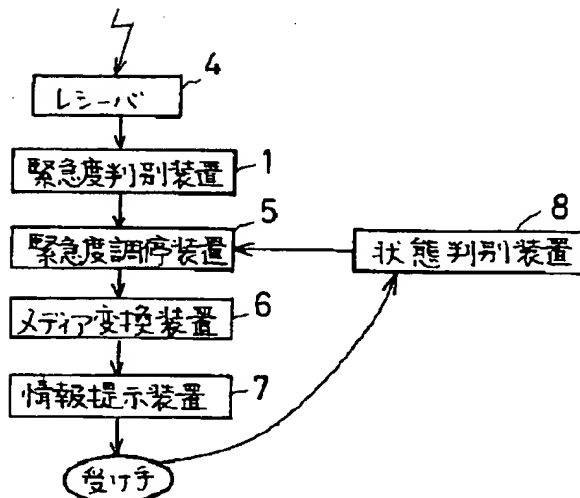 4
レシーバ
1
緊急度判別装置
5
緊急度調停装置
8
状態判別装置
6
メディア変換装置
7
情報提示装置
受け手